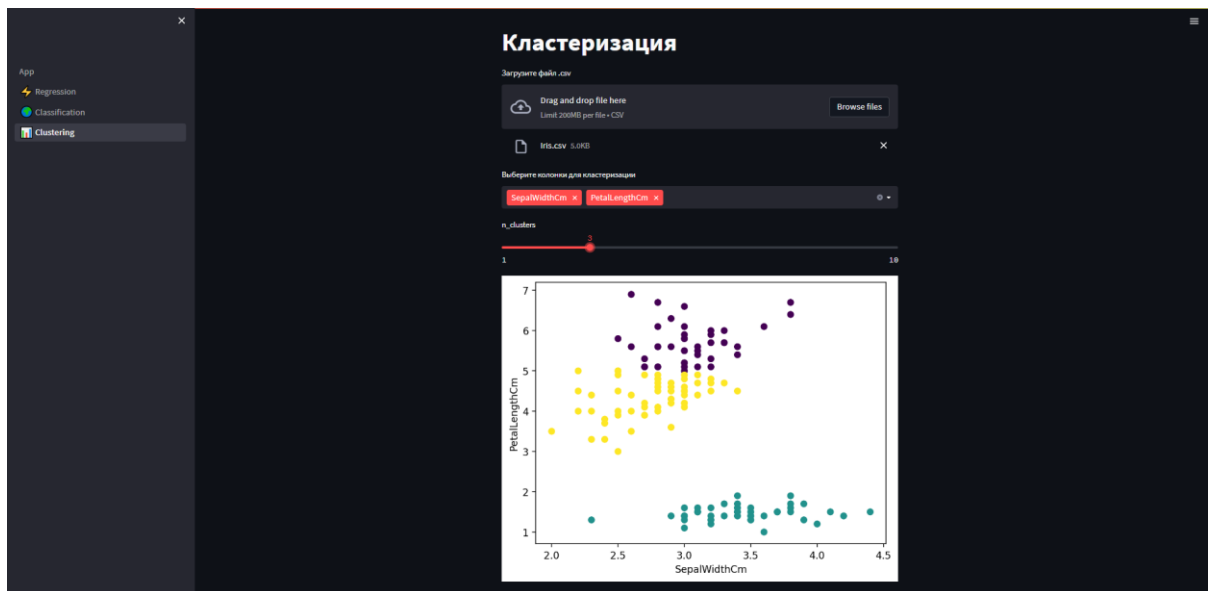 App
Regression
Classification
Clustering
Кластеризация
Загрузите файл .csv
Drag and drop file here
Limit 200MB per file • CSV
Browse files
Iris.csv 5.0KB
Выберите колонки для кластеризации
SepalWidthCm × PetalLengthCm ×
n_clusters
3
1 10
7
6
5
4
3
2
1
PetalLengthCm
2.0 2.5 3.0 3.5 4.0 4.5
SepalWidthCm